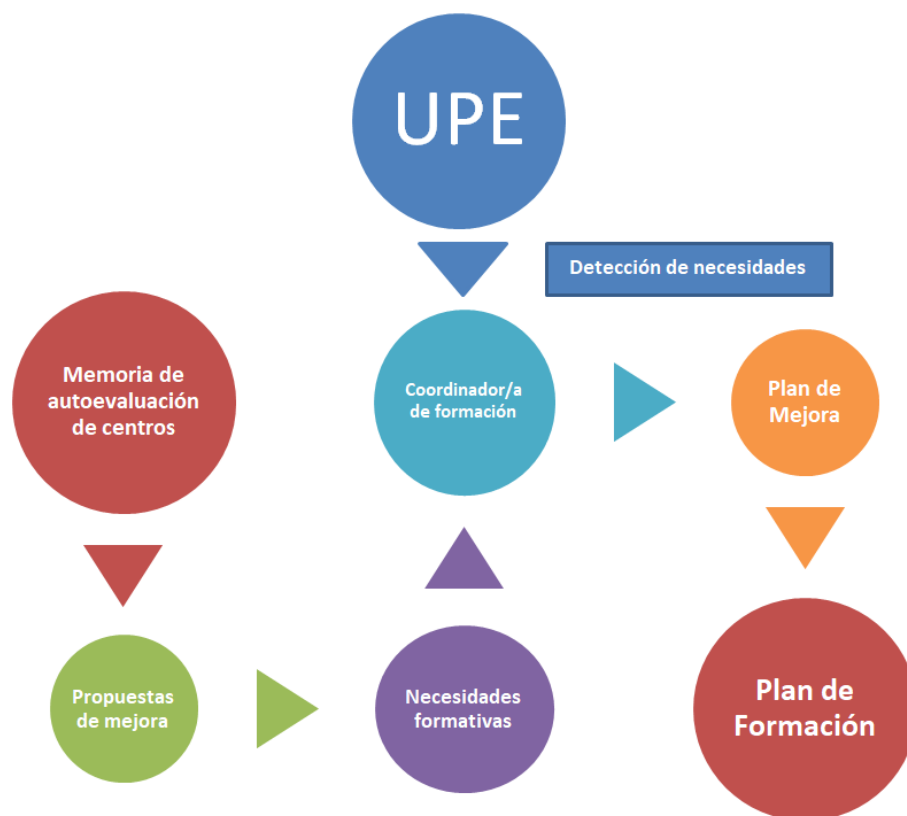 UPE
Detección de necesidades
Memoria de
autoevaluación
de centros
Coordinador/a
de formación
Plan de
Mejora
Propuestas
de mejora
Necesidades
formativas
Plan de
Formación